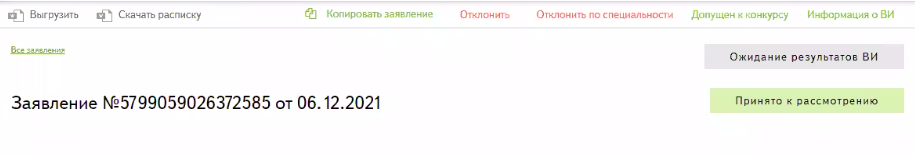 Выгрузить Скачать расписку Копировать заявление Отклонить Отклонить по специальности Допущен к конкурсу Информация о ВИ
Все заявления
Ожидание результатов ВИ
Заявление №5799059026372585 от 06.12.2021
Принято к рассмотрению